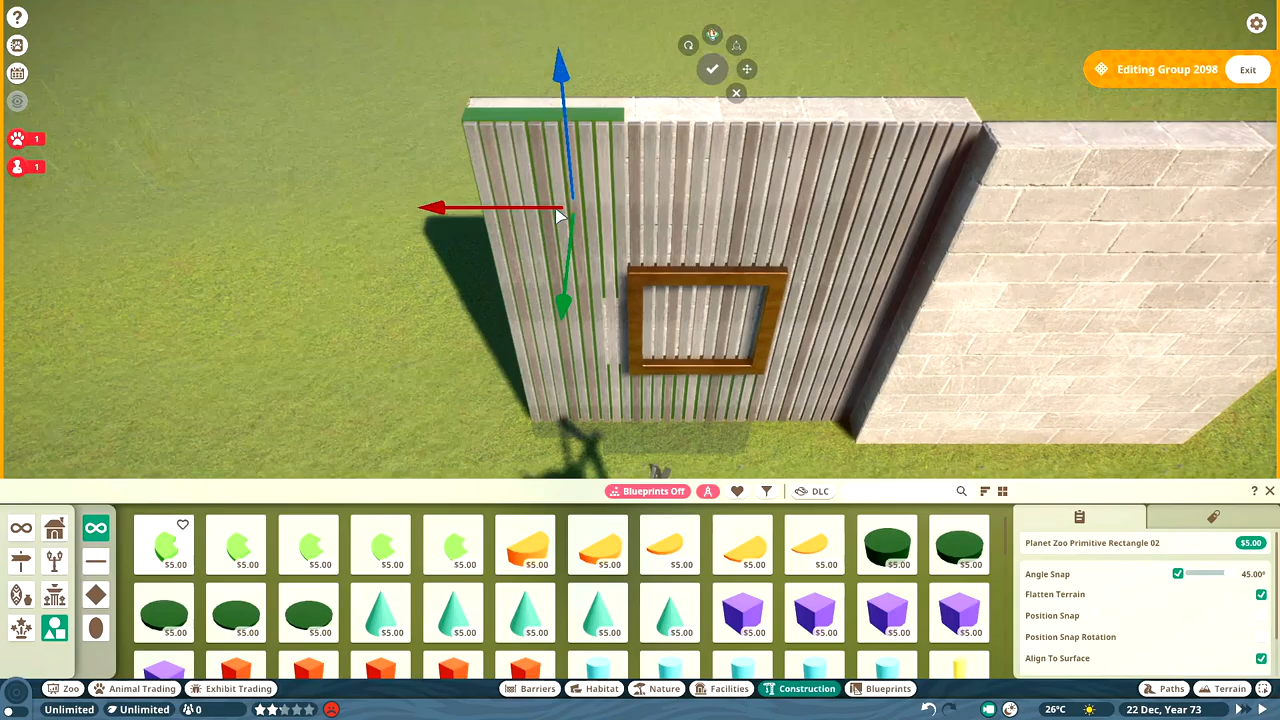 ?
Editing Group 2098 Exit
1
1
Blueprints Off DLC ?
$5.00 $5.00 $5.00 $5.00 $5.00 $5.00 $5.00 $5.00 $5.00 $5.00 $5.00 $5.00
$5.00 $5.00 $5.00 $5.00 $5.00 $5.00 $5.00 $5.00 $5.00 $5.00 $5.00 $5.00
Planet Zoo Primitive Rectangle 02 $5.00
Angle Snap 45.00°
Flatten Terrain
Position Snap
Position Snap Rotation
Align To Surface
Zoo Animal Trading Exhibit Trading Barriers Habitat Nature Facilities Construction Blueprints Paths Terrain
Unlimited Unlimited 0 26°C 22 Dec, Year 73